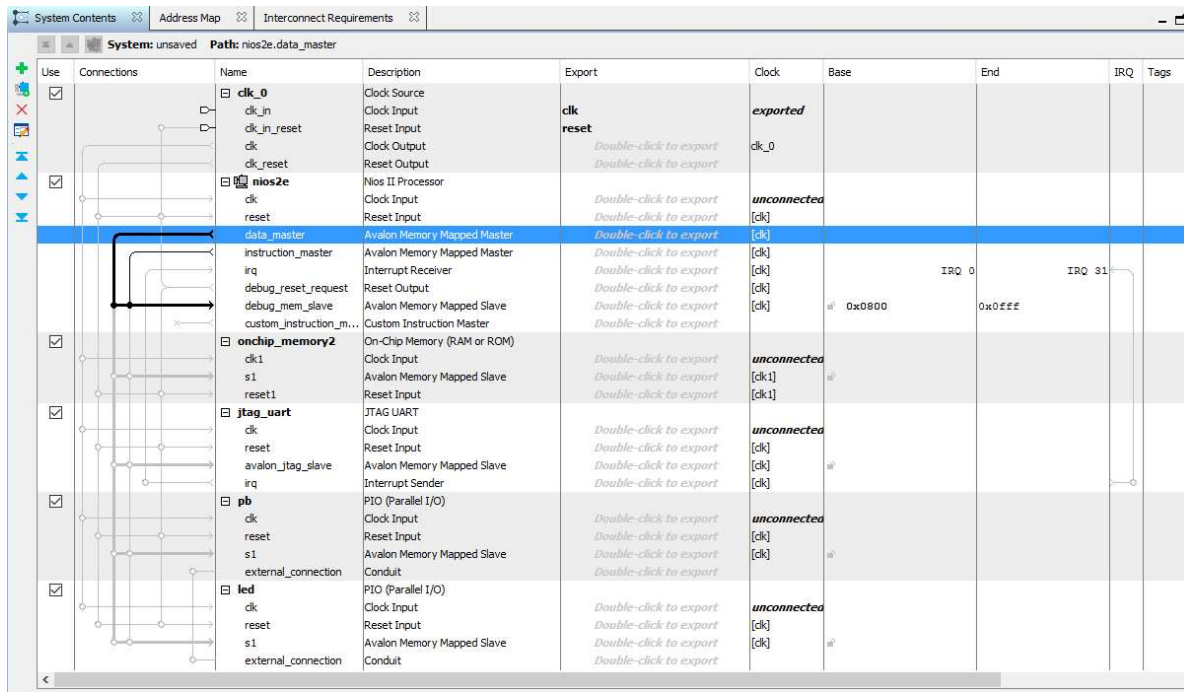 System Contents Address Map Interconnect Requirements
System: unsaved Path: nios2e.data_master
Use Connections Name Description Export Clock Base End IRQ Tags
clk_0 Clock Source
clk_in Clock Input clk exported
clk_in_reset Reset Input reset
clk Clock Output Double-click to export clk_0
clk_reset Reset Output Double-click to export
nios2e Nios II Processor
clk Clock Input Double-click to export unconnected
reset Reset Input Double-click to export [clk]
data_master Avalon Memory Mapped Master Double-click to export [clk]
instruction_master Avalon Memory Mapped Master Double-click to export [clk]
irq Interrupt Receiver Double-click to export [clk] IRQ 0 IRQ 31
debug_reset_request Reset Output Double-click to export [clk]
debug_mem_slave Avalon Memory Mapped Slave Double-click to export [clk] 0x0800 0x0fff
custom_instruction_m... Custom Instruction Master Double-click to export
onchip_memory2 On-Chip Memory (RAM or ROM)
clk1 Clock Input Double-click to export unconnected
s1 Avalon Memory Mapped Slave Double-click to export [clk1]
reset1 Reset Input Double-click to export [clk1]
jtag_uart JTAG UART
clk Clock Input Double-click to export unconnected
reset Reset Input Double-click to export [clk]
avalon_jtag_slave Avalon Memory Mapped Slave Double-click to export [clk]
irq Interrupt Sender Double-click to export [clk]
pb PIO (Parallel I/O)
clk Clock Input Double-click to export unconnected
reset Reset Input Double-click to export [clk]
s1 Avalon Memory Mapped Slave Double-click to export [clk]
external_connection Conduit Double-click to export
led PIO (Parallel I/O)
clk Clock Input Double-click to export unconnected
reset Reset Input Double-click to export [clk]
s1 Avalon Memory Mapped Slave Double-click to export [clk]
external_connection Conduit Double-click to export